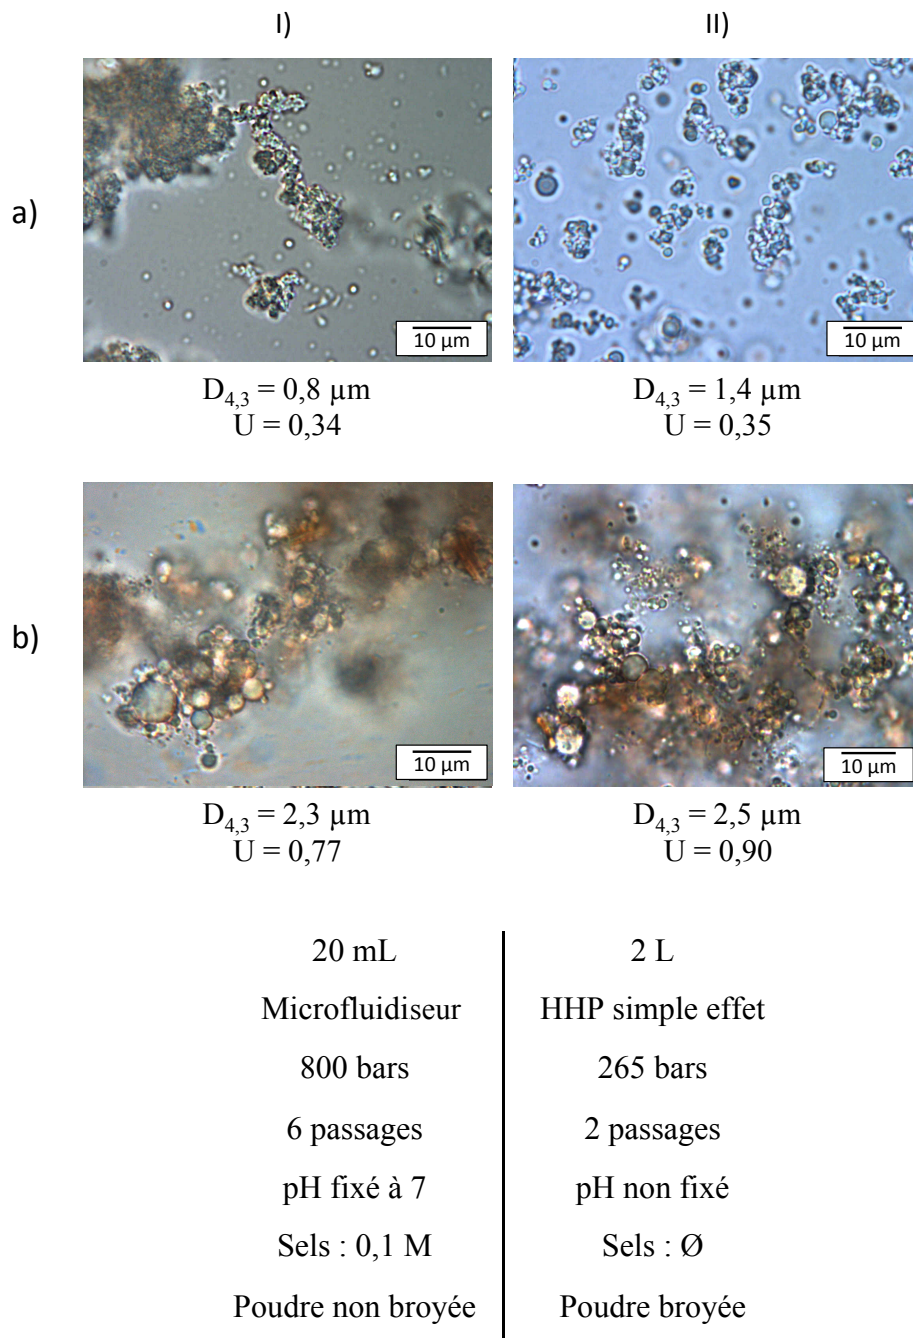 I) II)
a)
10 µm 10 µm
D4,3 = 0,8 µm D4,3 = 1,4 µm
U = 0,34 U = 0,35
b)
10 µm 10 µm
D4,3 = 2,3 µm D4,3 = 2,5 µm
U = 0,77 U = 0,90
20 mL 2 L
Microfluidiseur HHP simple effet
800 bars 265 bars
6 passages 2 passages
pH fixé à 7 pH non fixé
Sels : 0,1 M Sels : Ø
Poudre non broyée Poudre broyée